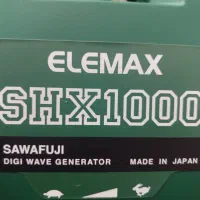 ELEMAX
SHX1000
SAWAFUJI
DIGI WAVE GENERATOR MADE IN JAPAN